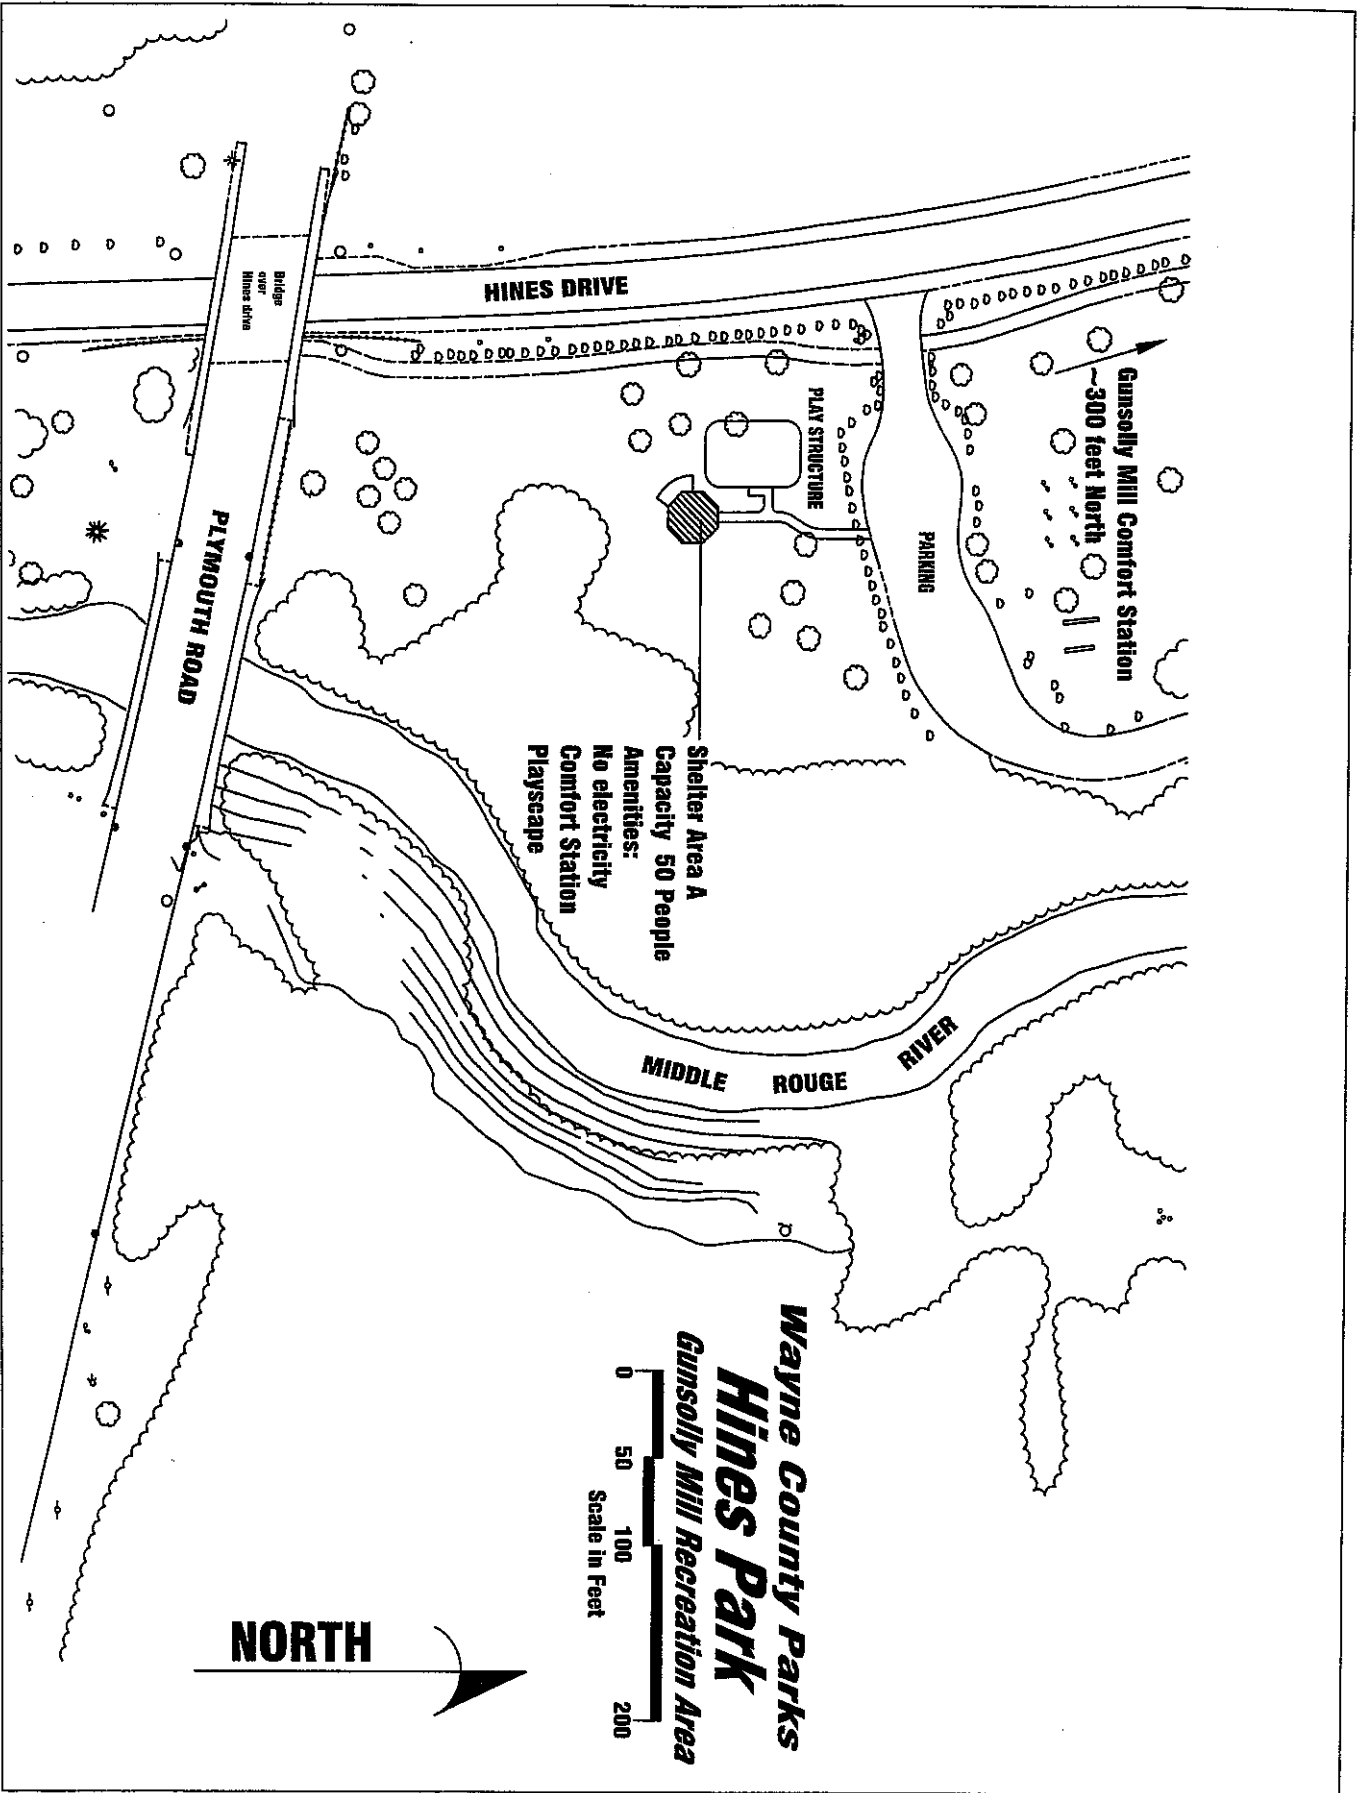 Wayne County Parks
Hines Park
Gunsolly Mill Recreation Area
0 50 100 200
Scale in Feet
NORTH
Gunsolly Mill Comfort Station
~300 feet North
PARKING
PLAY STRUCTURE
HINES DRIVE
Bridge
over
Hines drive
PLYMOUTH ROAD
Shelter Area A
Capacity 50 People
Amenities:
No electricity
Comfort Station
Playscape
MIDDLE ROUGE RIVER